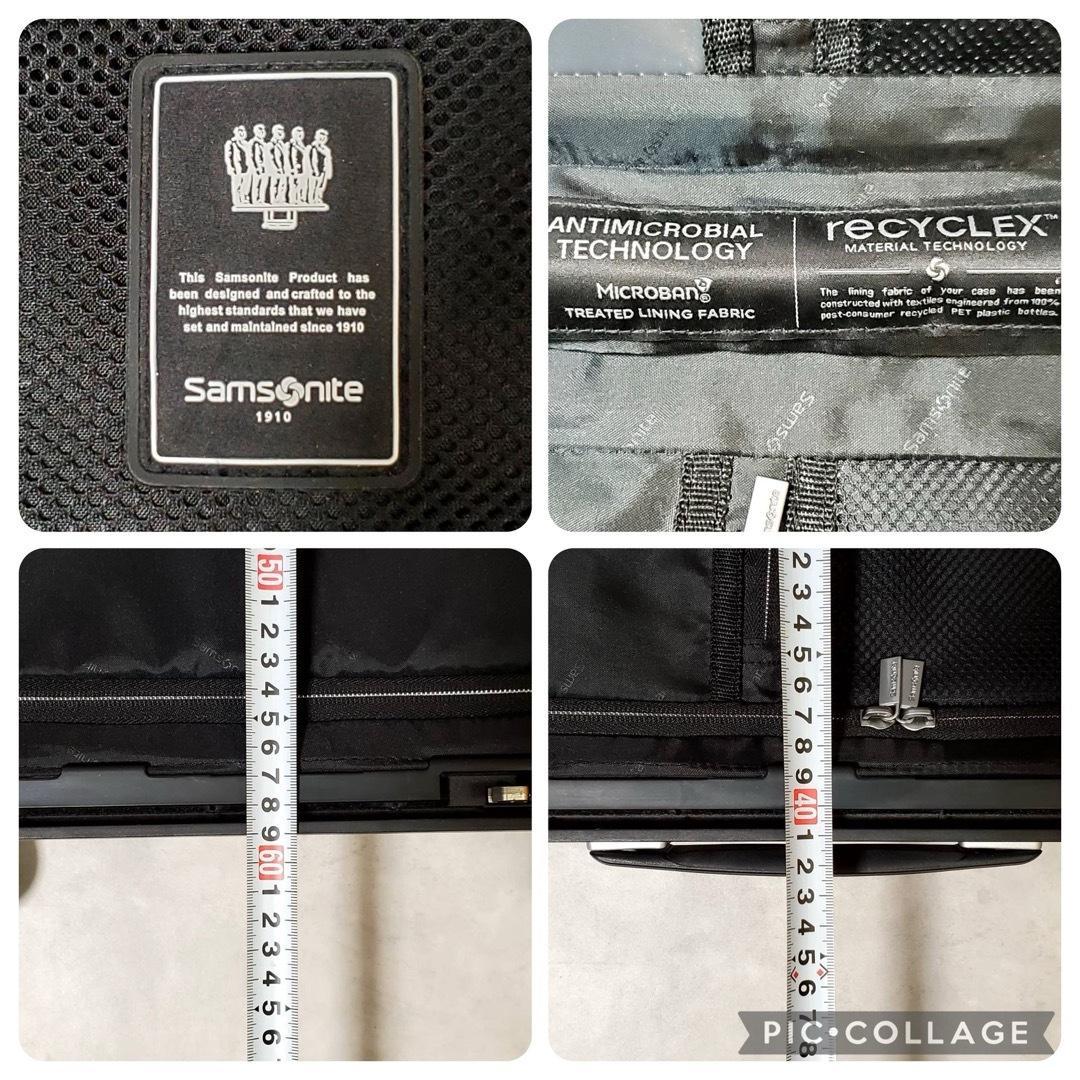 This Samsonite Product has
been designed and crafted to the
highest standards that we have
set and maintained since 1910
Samsonite
1910
ANTIMICROBIAL
TECHNOLOGY
MICROBAN®
TREATED LINING FABRIC
recyclex™
MATERIAL TECHNOLOGY
The lining fabric of your case has been
constructed with textiles engineered from 100%
post-consumer recycled PET plastic bottles.
Samsonite
Samsonite
50
1
2
3
4
5
6
7
8
9
60
1
2
3
4
5
6
2
3
4
5
6
7
8
9
40
1
2
3
4
5
6
7
8
PIC•COLLAGE